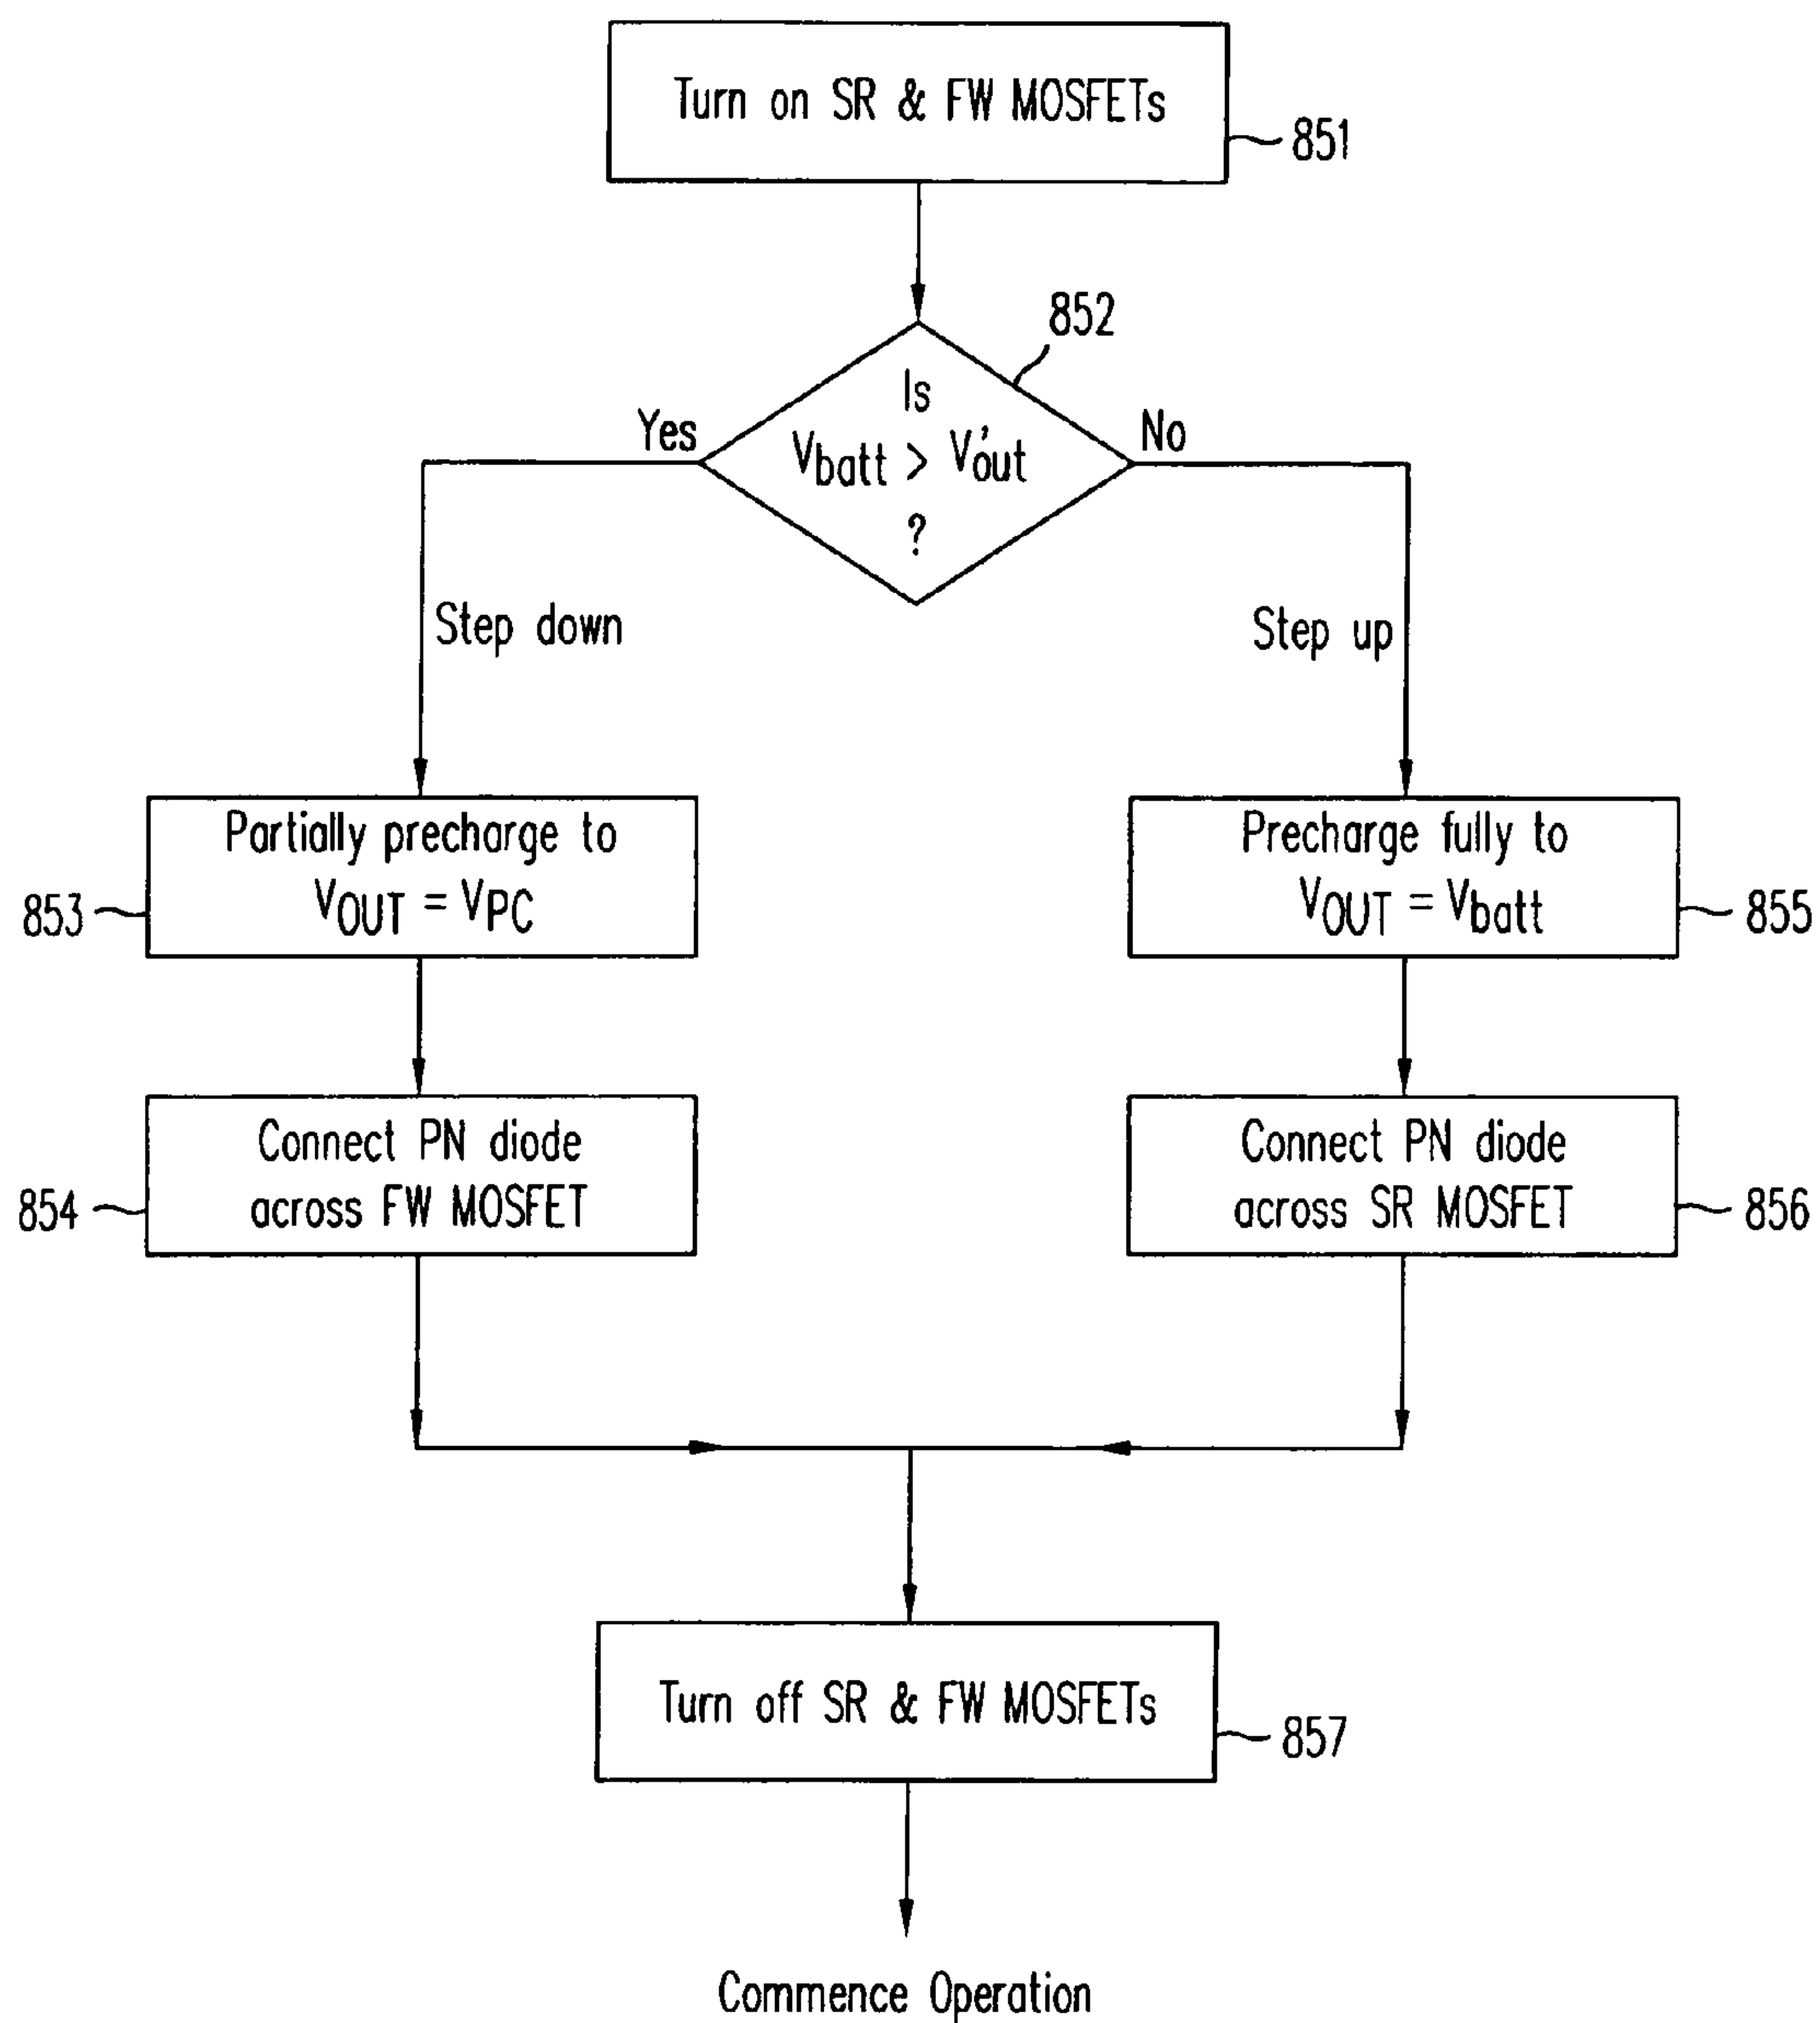 Turn on SR & FW MOSFETs
851
852
Is
Vbatt > V'out
?
Yes
No
Step down
Step up
Partially precharge to
VOUT = VPC
853
Precharge fully to
VOUT = Vbatt
855
Connect PN diode
across FW MOSFET
854
Connect PN diode
across SR MOSFET
856
Turn off SR & FW MOSFETs
857
Commence Operation